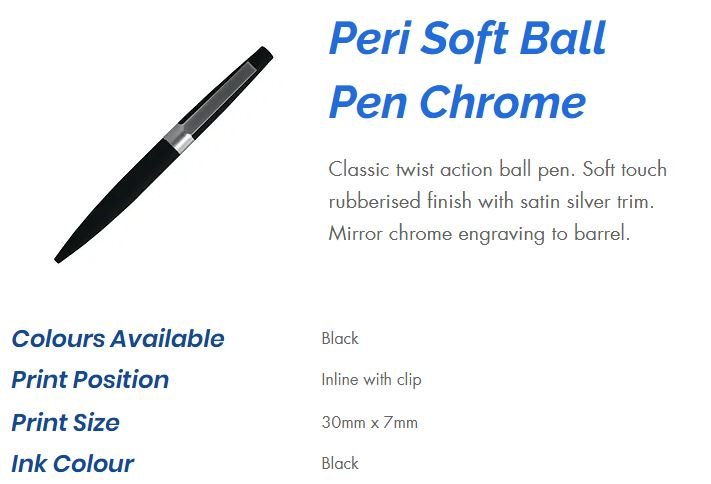 Peri Soft Ball
Pen Chrome
Classic twist action ball pen. Soft touch
rubberised finish with satin silver trim.
Mirror chrome engraving to barrel.
Colours Available Black
Print Position Inline with clip
Print Size 30mm x 7mm
Ink Colour Black